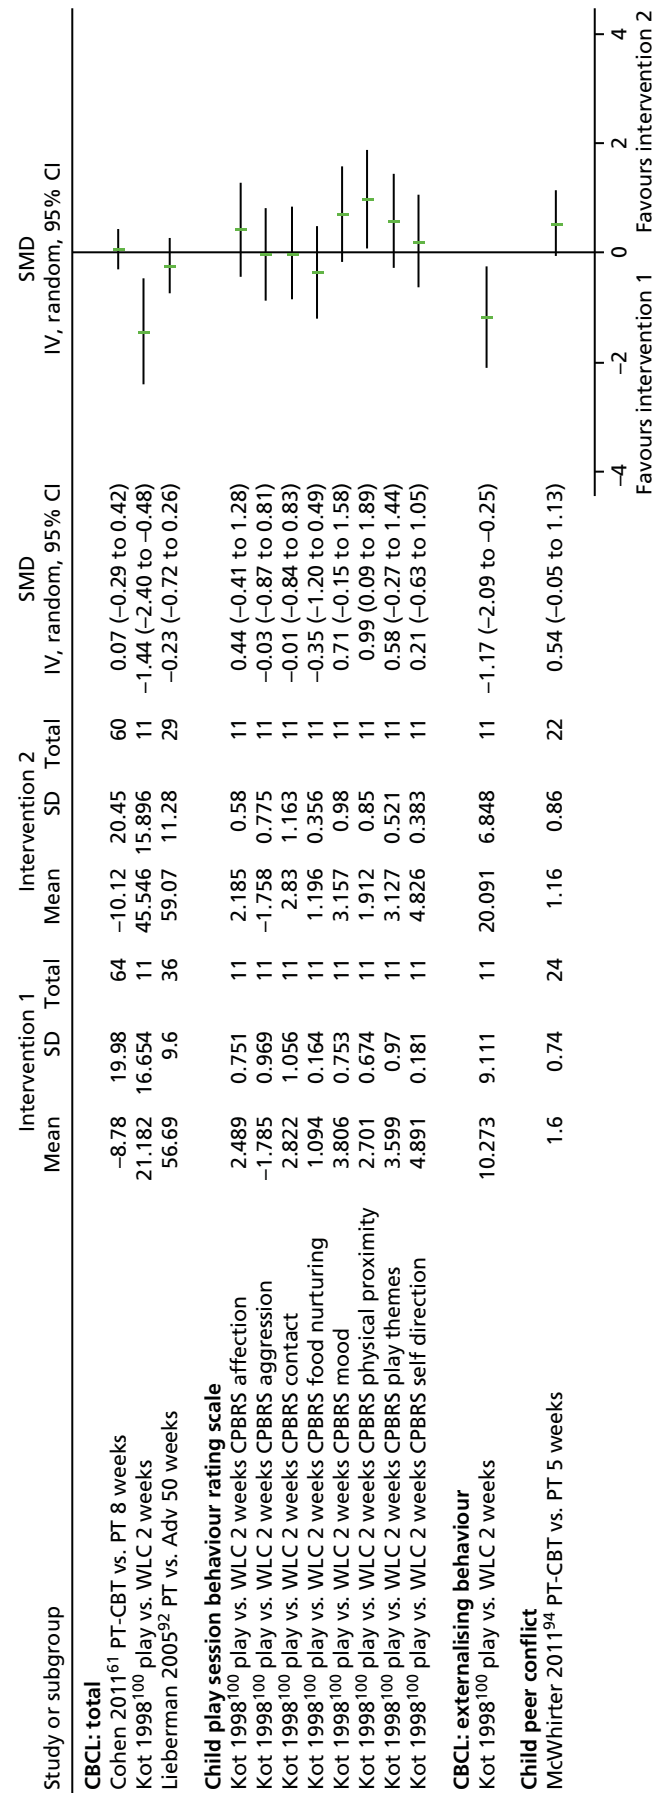 Intervention 1 Intervention 2 SMD SMD
Study or subgroup Mean SD Total Mean SD Total IV, random, 95% CI IV, random, 95% CI
CBCL: total
Cohen 2011⁶¹ PT-CBT vs. PT 8 weeks −8.78 19.98 64 −10.12 20.45 60 0.07 (−0.29 to 0.42)
Kot 1998¹⁰⁰ play vs. WLC 2 weeks 21.182 16.654 11 45.546 15.896 11 −1.44 (−2.40 to −0.48)
Lieberman 2005⁹² PT vs. Adv 50 weeks 56.69 9.6 36 59.07 11.28 29 −0.23 (−0.72 to 0.26)
Child play session behaviour rating scale
Kot 1998¹⁰⁰ play vs. WLC 2 weeks CPBRS affection 2.489 0.751 11 2.185 0.58 11 0.44 (−0.41 to 1.28)
Kot 1998¹⁰⁰ play vs. WLC 2 weeks CPBRS aggression −1.785 0.969 11 −1.758 0.775 11 −0.03 (−0.87 to 0.81)
Kot 1998¹⁰⁰ play vs. WLC 2 weeks CPBRS contact 2.822 1.056 11 2.83 1.163 11 −0.01 (−0.84 to 0.83)
Kot 1998¹⁰⁰ play vs. WLC 2 weeks CPBRS food nurturing 1.094 0.164 11 1.196 0.356 11 −0.35 (−1.20 to 0.49)
Kot 1998¹⁰⁰ play vs. WLC 2 weeks CPBRS mood 3.806 0.753 11 3.157 0.98 11 0.71 (−0.15 to 1.58)
Kot 1998¹⁰⁰ play vs. WLC 2 weeks CPBRS physical proximity 2.701 0.674 11 1.912 0.85 11 0.99 (0.09 to 1.89)
Kot 1998¹⁰⁰ play vs. WLC 2 weeks CPBRS play themes 3.599 0.97 11 3.127 0.521 11 0.58 (−0.27 to 1.44)
Kot 1998¹⁰⁰ play vs. WLC 2 weeks CPBRS self direction 4.891 0.181 11 4.826 0.383 11 0.21 (−0.63 to 1.05)
CBCL: externalising behaviour
Kot 1998¹⁰⁰ play vs. WLC 2 weeks 10.273 9.111 11 20.091 6.848 11 −1.17 (−2.09 to −0.25)
Child peer conflict
McWhirter 2011⁹⁴ PT-CBT vs. PT 5 weeks 1.6 0.74 24 1.16 0.86 22 0.54 (−0.05 to 1.13)
−4 −2 0 2 4
Favours intervention 1 Favours intervention 2